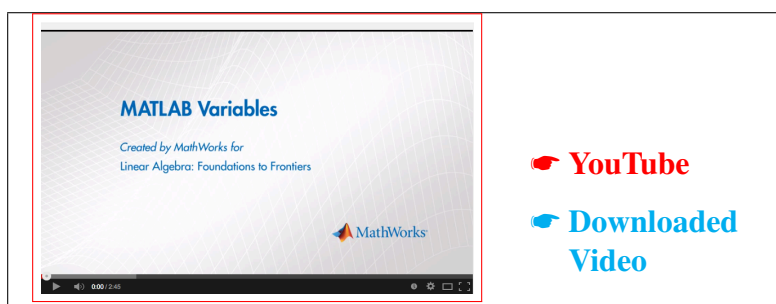 MATLAB Variables
Created by MathWorks for
Linear Algebra: Foundations to Frontiers
MathWorks
0:00 / 2:45
YouTube
Downloaded
Video